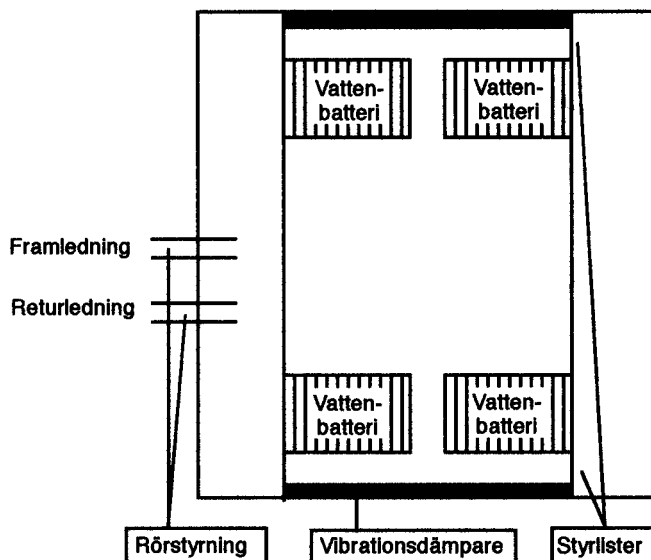 Vatten-
batteri
Vatten-
batteri
Framledning
Returledning
Vatten-
batteri
Vatten-
batteri
Rörstyrning
Vibrationsdämpare
Styrlister